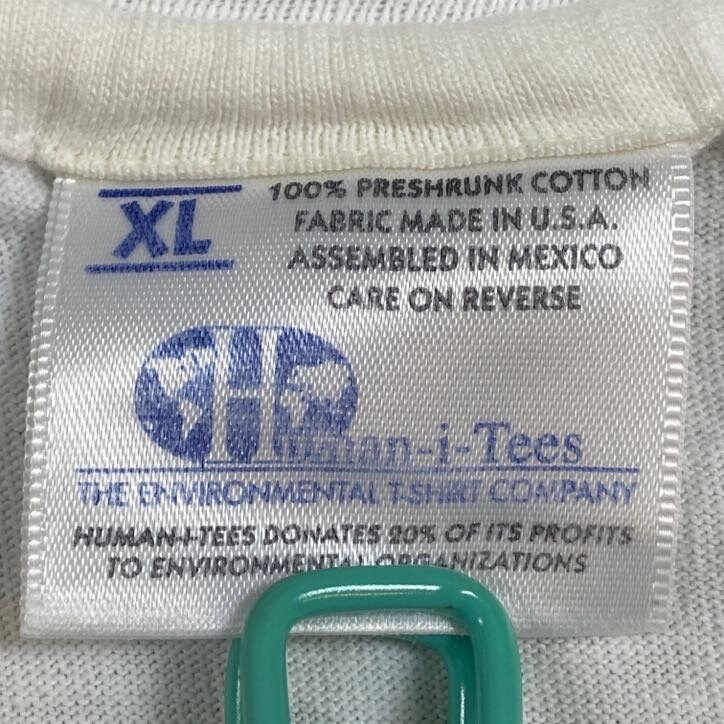 XL
100% PRESHRUNK COTTON
FABRIC MADE IN U.S.A.
ASSEMBLED IN MEXICO
CARE ON REVERSE
Human-i-Tees
THE ENVIRONMENTAL T-SHIRT COMPANY
HUMAN-I-TEES DONATES 20% OF ITS PROFITS
TO ENVIRONMENTAL ORGANIZATIONS